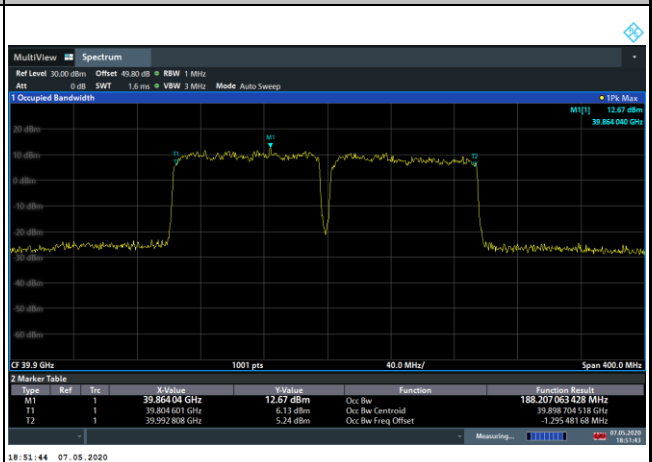 MultiView Spectrum
Ref Level 30.00 dBm Offset 49.80 dB RBW 1 MHz
Att 0 dB SWT 1.6 ms VBW 3 MHz Mode Auto Sweep
1 Occupied Bandwidth 1Pk Max
M1[1] 12.67 dBm
39.864 040 GHz
20 dBm
M1
10 dBm
T1 T2
0 dBm
-10 dBm
-20 dBm
-30 dBm
-40 dBm
-50 dBm
-60 dBm
CF 39.9 GHz 1001 pts 40.0 MHz/ Span 400.0 MHz
2 Marker Table
Type Ref Trc X-Value Y-Value Function Function Result
M1 1 39.864 04 GHz 12.67 dBm Occ Bw 188.207 063 428 MHz
T1 1 39.804 601 GHz 6.13 dBm Occ Bw Centroid 39.898 704 518 GHz
T2 1 39.992 808 GHz 5.24 dBm Occ Bw Freq Offset -1.295 481 68 MHz
Measuring... 07.05.2020
18:51:43
18:51:44 07.05.2020